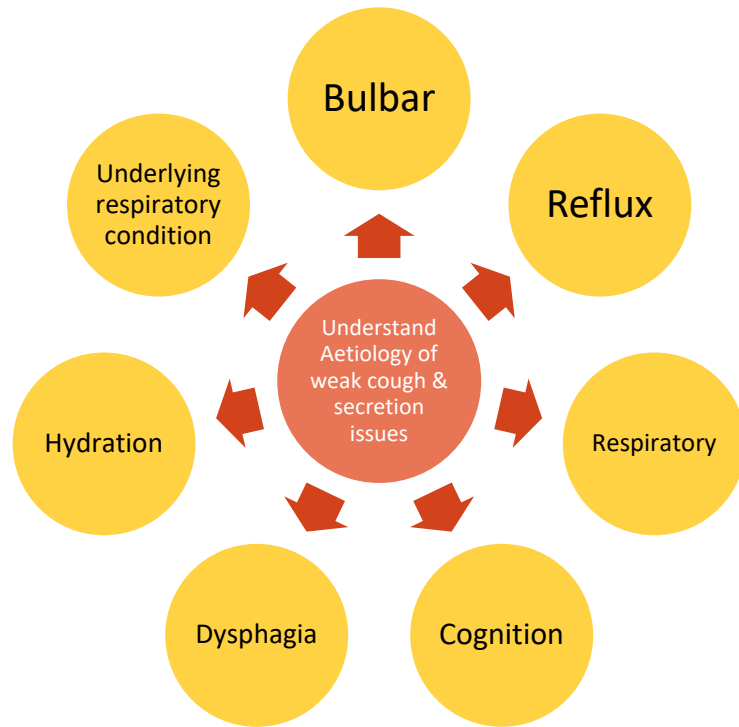 Bulbar
Reflux
Respiratory
Cognition
Dysphagia
Hydration
Underlying
respiratory
condition
Understand
Aetiology of
weak cough &
secretion
issues